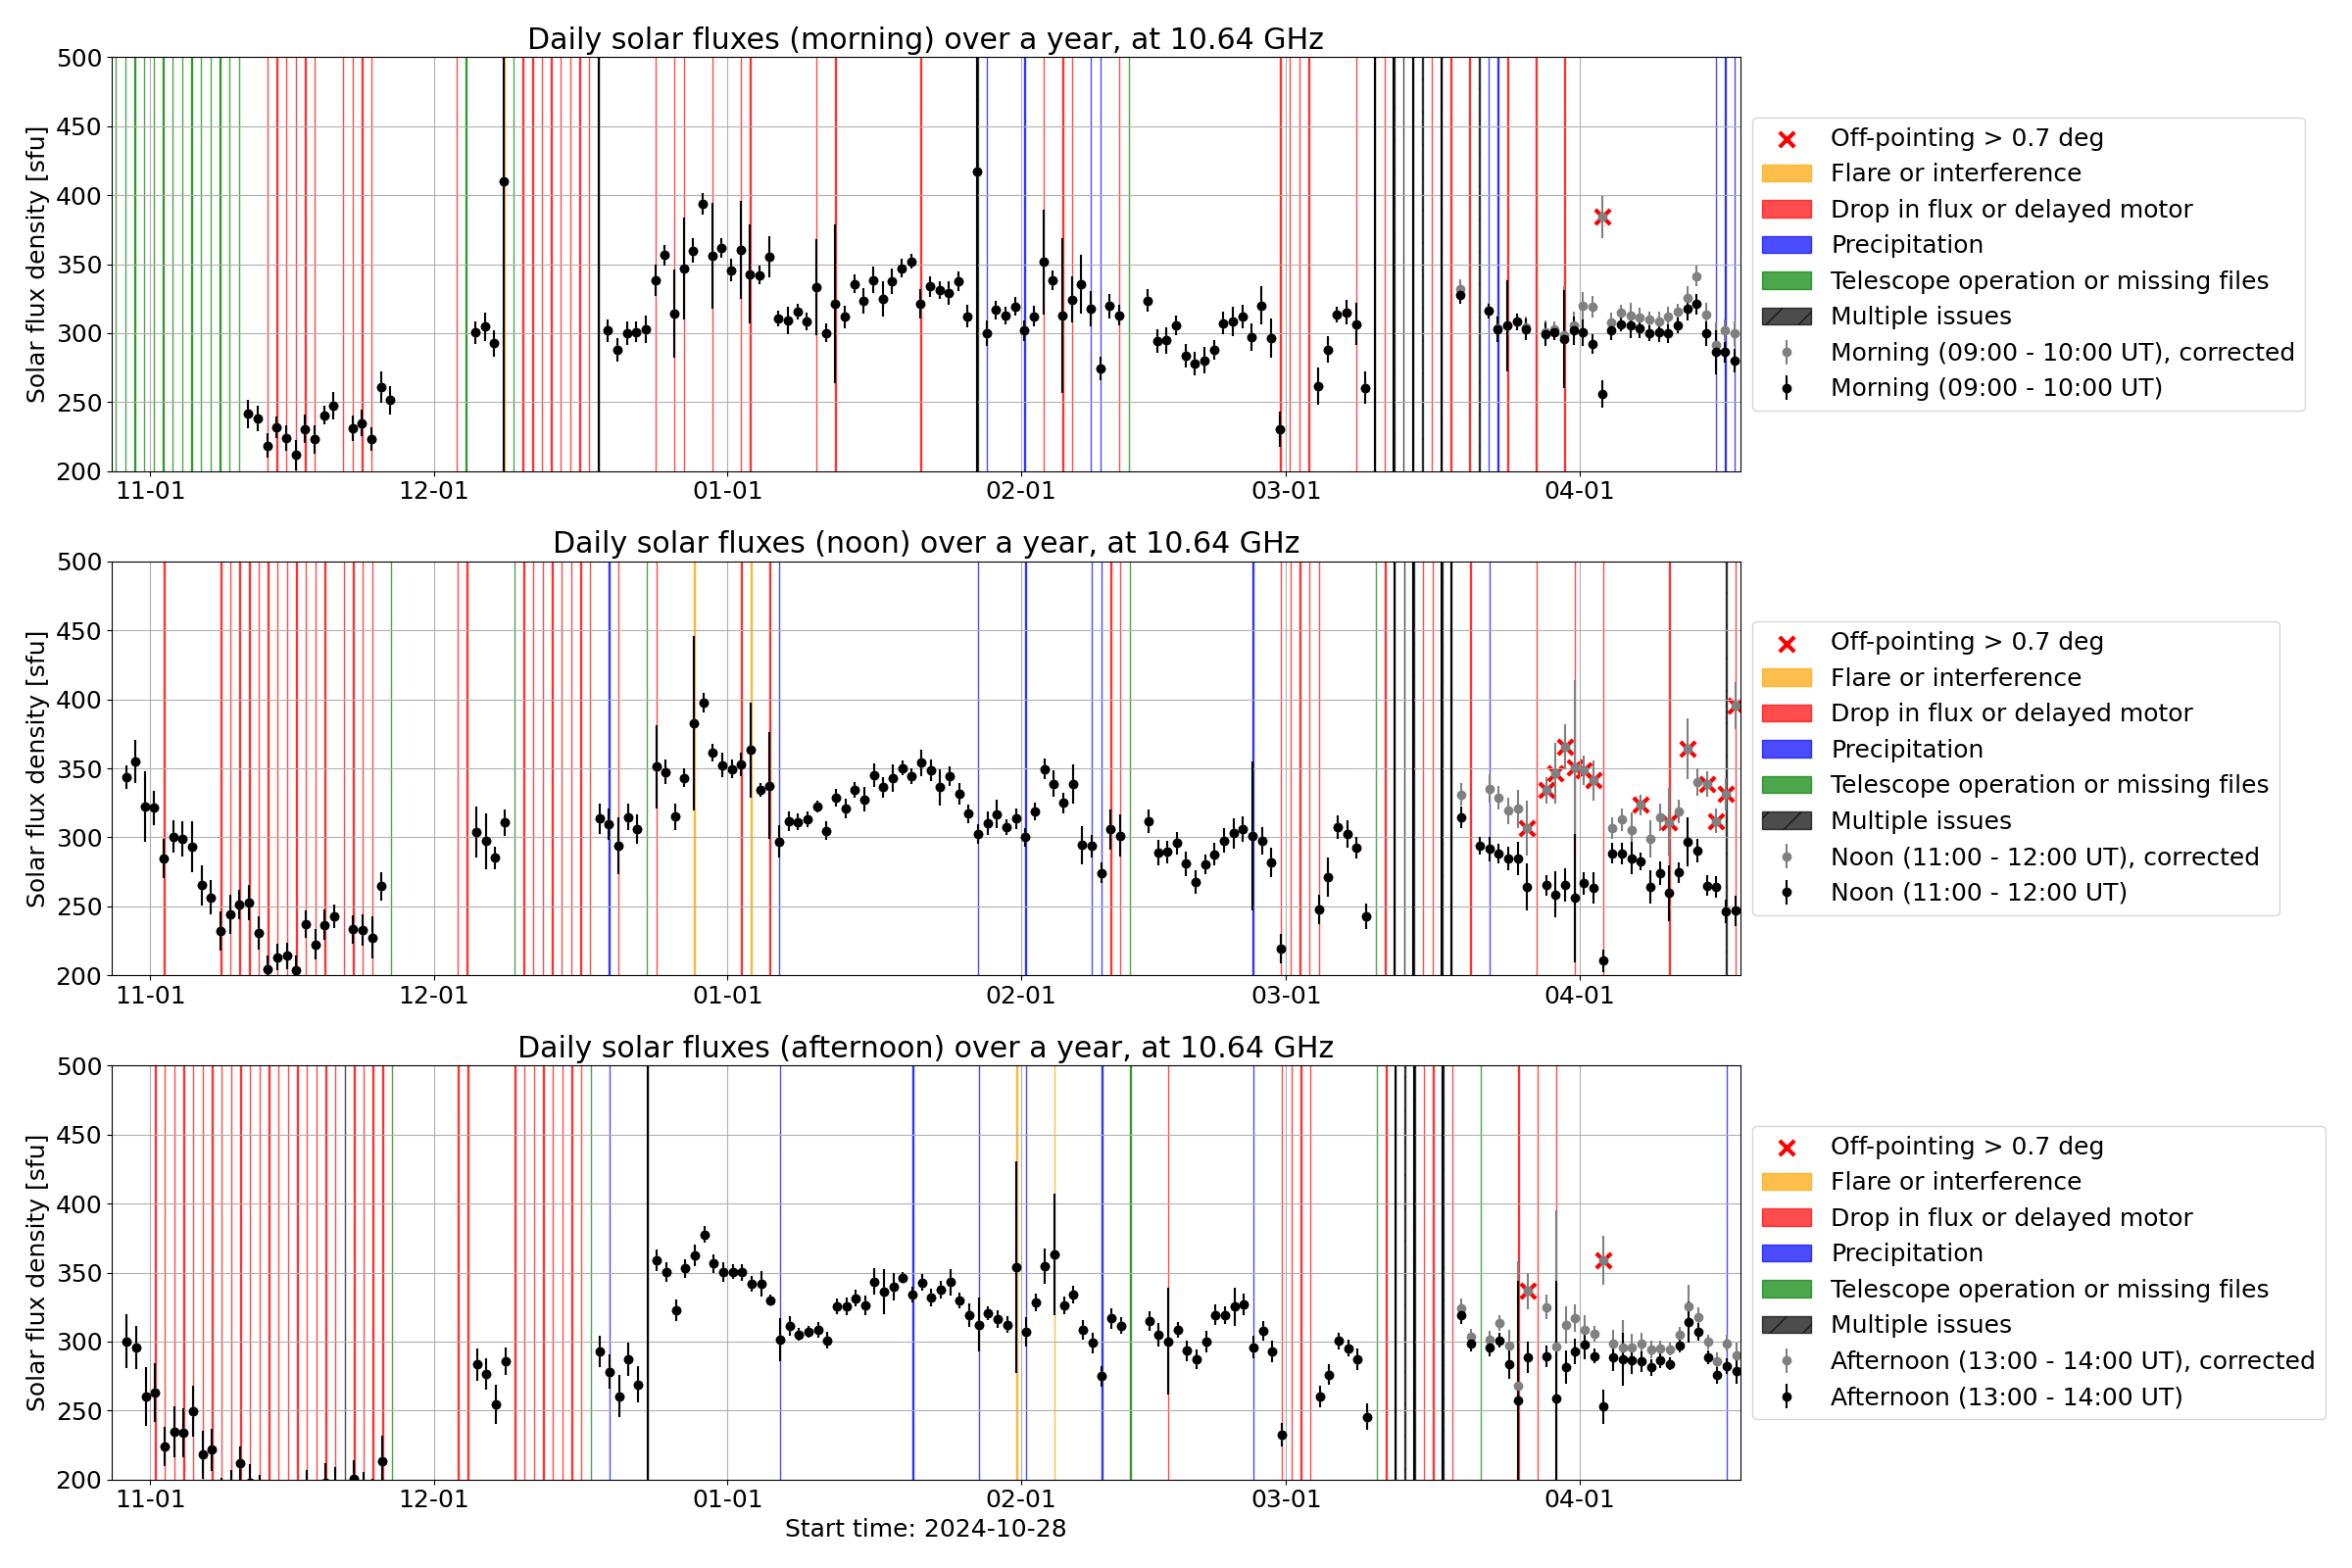 Daily solar fluxes (morning) over a year, at 10.64 GHz
Solar flux density [sfu]
500
450
400
350
300
250
200
11-01 12-01 01-01 02-01 03-01 04-01
Off-pointing > 0.7 deg
Flare or interference
Drop in flux or delayed motor
Precipitation
Telescope operation or missing files
Multiple issues
Morning (09:00 - 10:00 UT), corrected
Morning (09:00 - 10:00 UT)
Daily solar fluxes (noon) over a year, at 10.64 GHz
Solar flux density [sfu]
500
450
400
350
300
250
200
11-01 12-01 01-01 02-01 03-01 04-01
Off-pointing > 0.7 deg
Flare or interference
Drop in flux or delayed motor
Precipitation
Telescope operation or missing files
Multiple issues
Noon (11:00 - 12:00 UT), corrected
Noon (11:00 - 12:00 UT)
Daily solar fluxes (afternoon) over a year, at 10.64 GHz
Solar flux density [sfu]
500
450
400
350
300
250
200
11-01 12-01 01-01 02-01 03-01 04-01
Start time: 2024-10-28
Off-pointing > 0.7 deg
Flare or interference
Drop in flux or delayed motor
Precipitation
Telescope operation or missing files
Multiple issues
Afternoon (13:00 - 14:00 UT), corrected
Afternoon (13:00 - 14:00 UT)